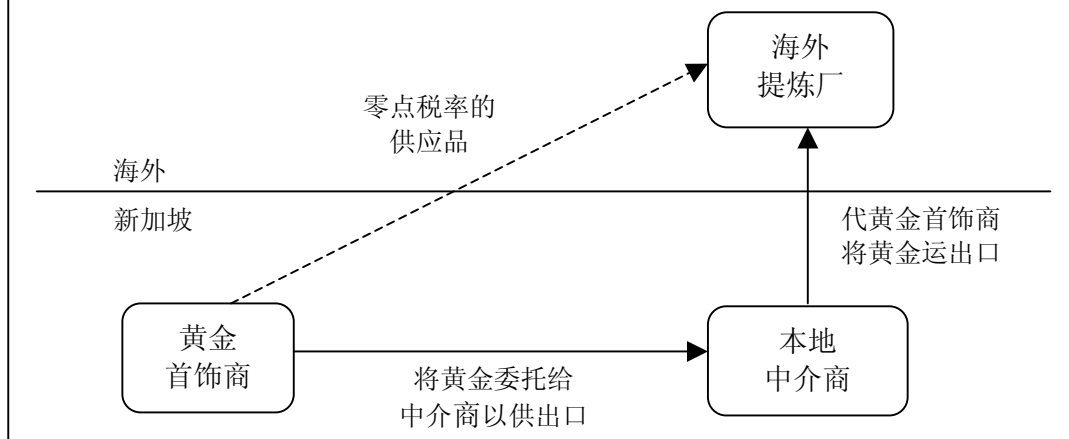 海外
提炼厂
零点税率的
供应品
海外
新加坡
代黄金首饰商
将黄金运出口
黄金
首饰商
本地
中介商
将黄金委托给
中介商以供出口